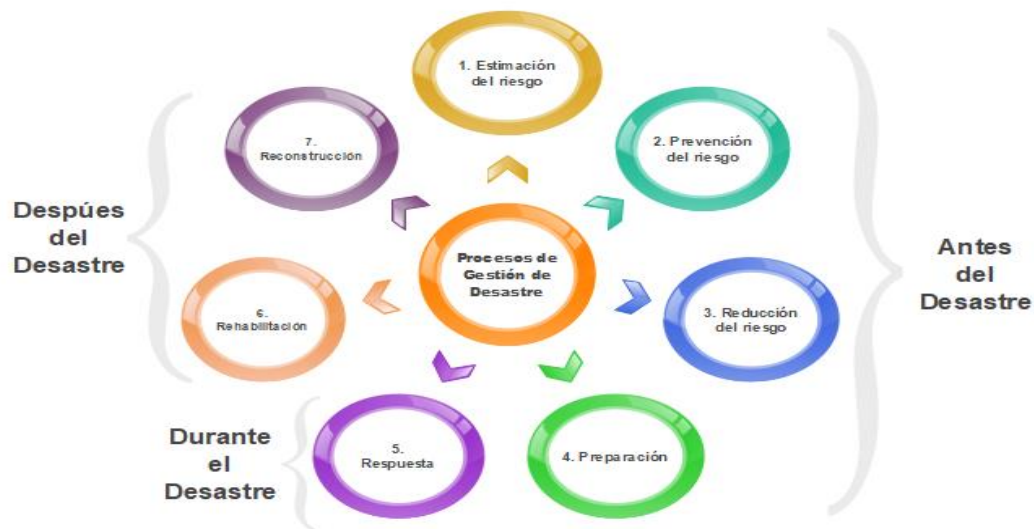 1. Estimación
del riesgo
2. Prevención
del riesgo
3. Reducción
del riesgo
4. Preparación
5.
Respuesta
6.
Rehabilitación
7.
Reconstrucción
Procesos de
Gestión de
Desastre
Antes
del
Desastre
Durante
el
Desastre
Despúes
del
Desastre